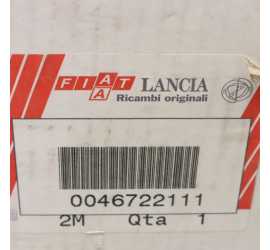 FIAT LANCIA
A
Ricambi originali
0046722111
2M Qta 1